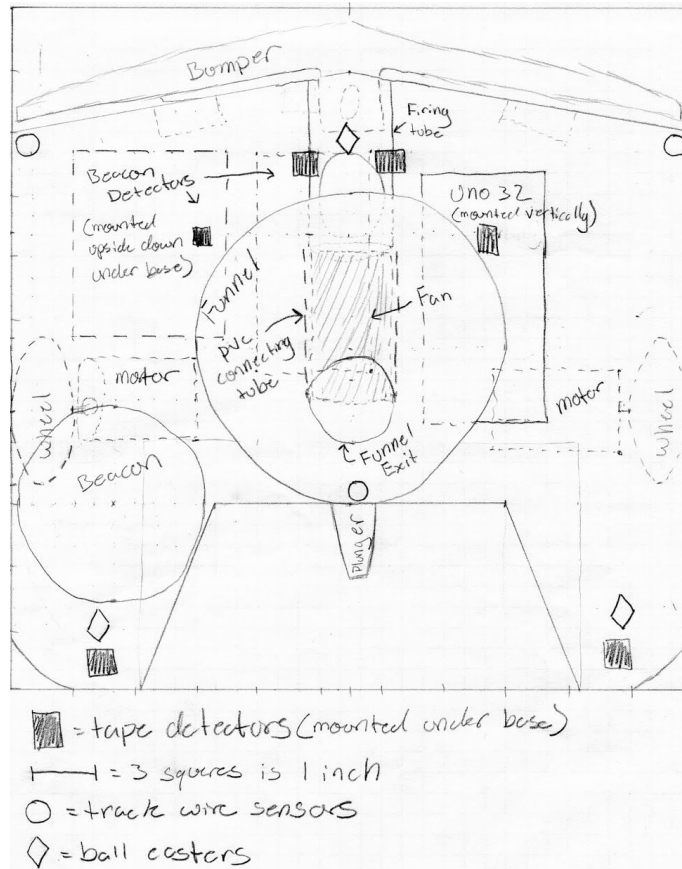 Bumper
Firing
tube
Beacon
Detectors
(mounted
upside down
under base)
Uno 32
(mounted vertically)
Funnel
Fan
pvc
connecting
tube
motor
motor
wheel
wheel
Beacon
Funnel
Exit
Plunger
= tape detectors (mounted under base)
= 3 squares is 1 inch
= track wire sensors
= ball casters